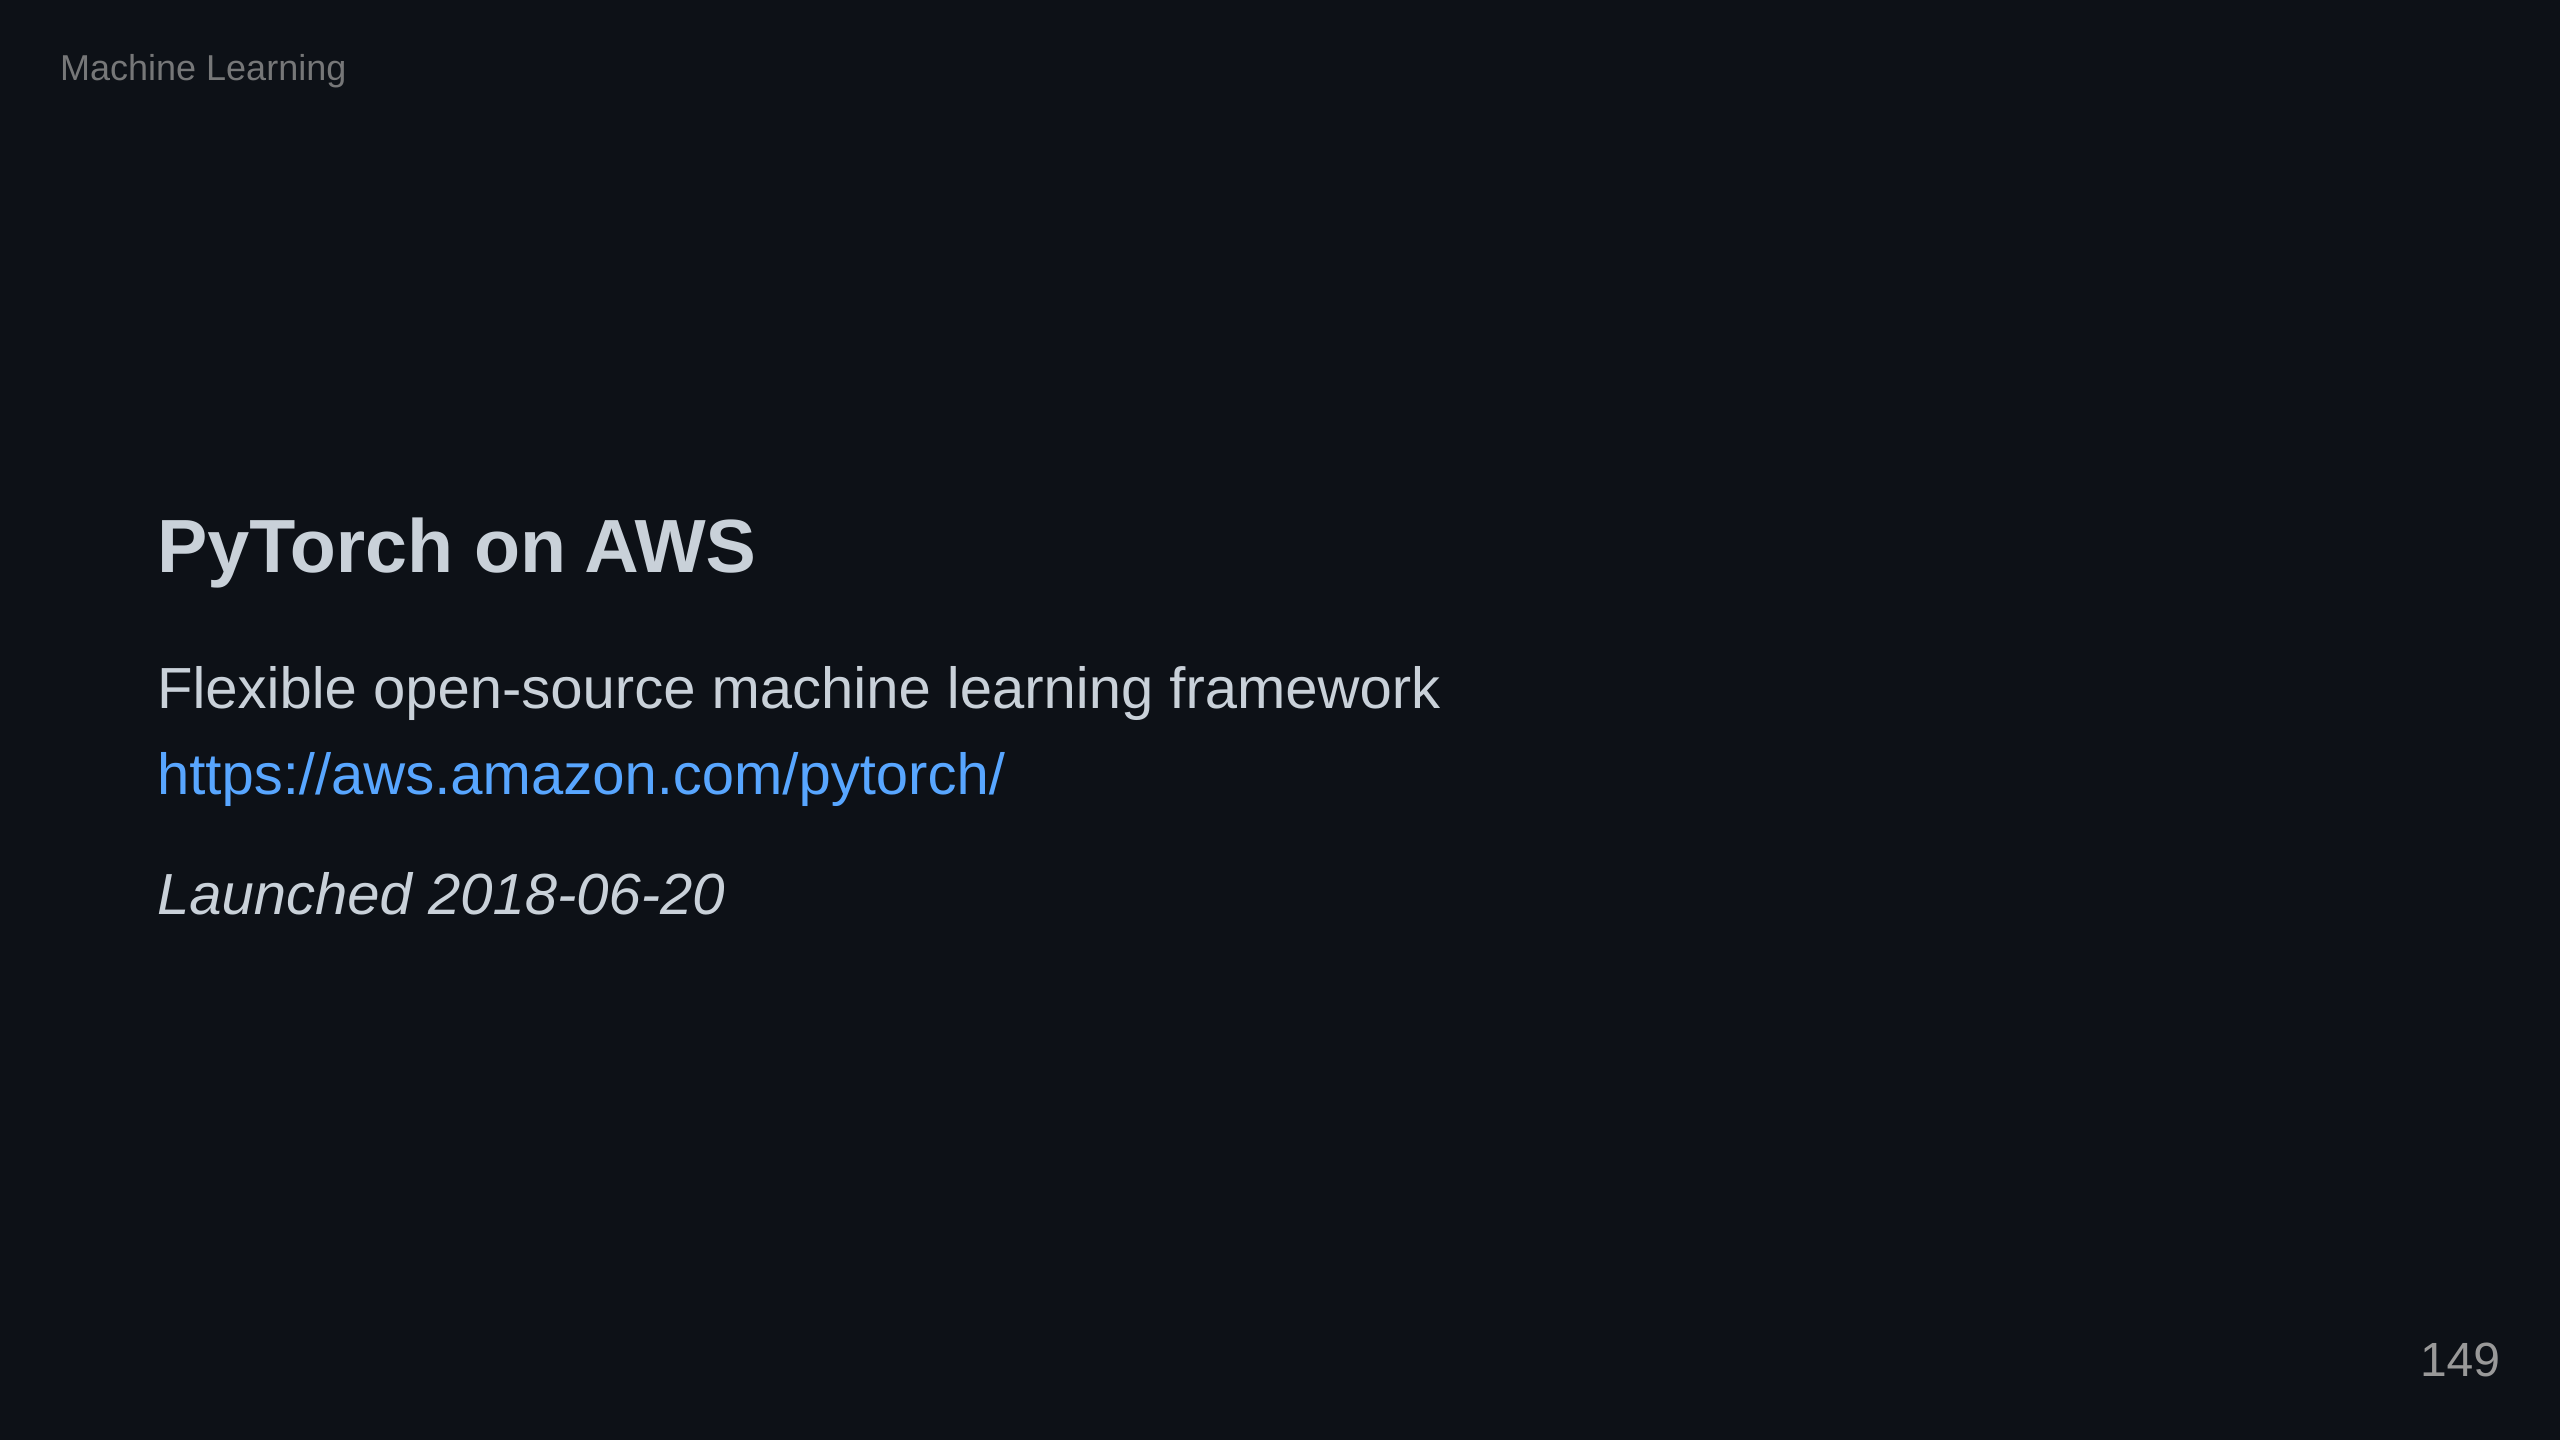 Machine Learning
PyTorch on AWS
Flexible open-source machine learning framework
https://aws.amazon.com/pytorch/
Launched 2018-06-20
149